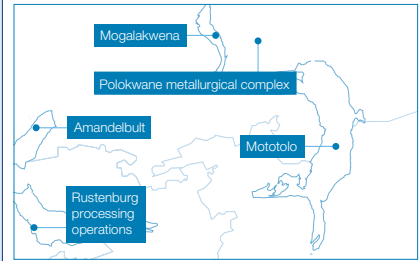 Mogalakwena
Polokwane metallurgical complex
Amandelbult
Mototolo
Rustenburg
processing
operations